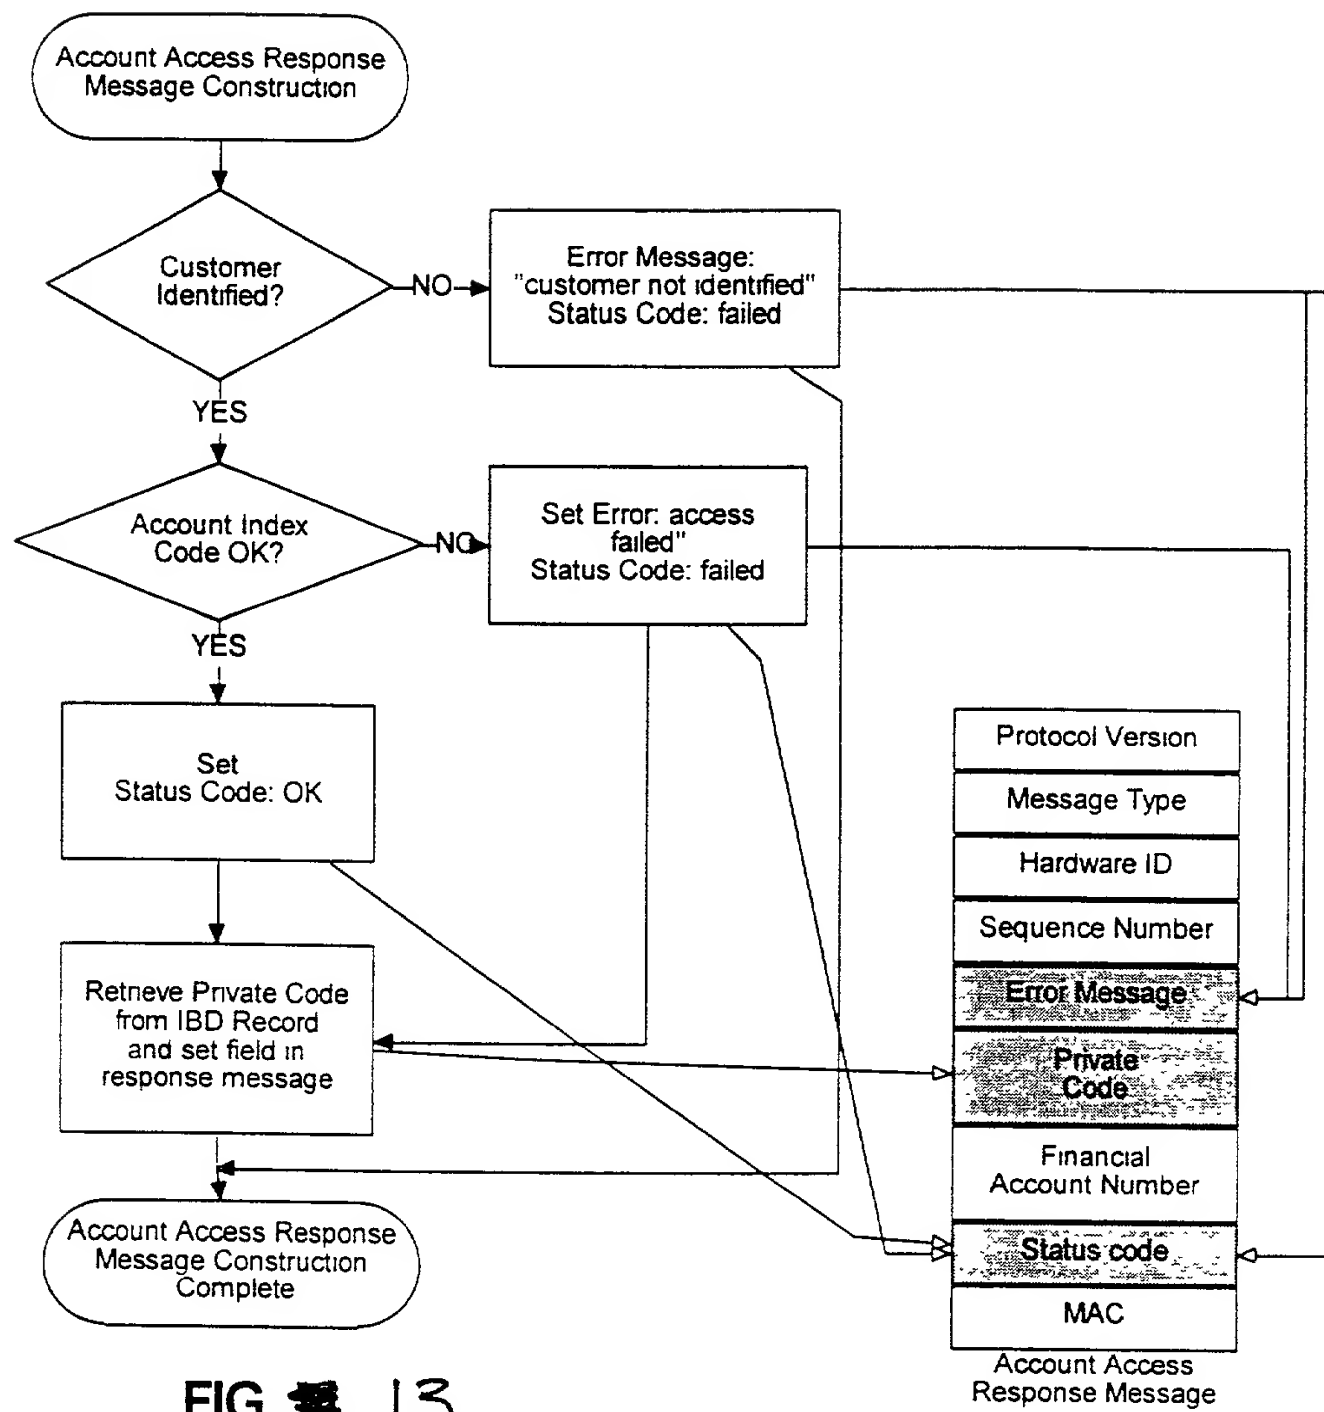 Account Access Response
Message Construction
Customer
Identified?
NO
Error Message:
"customer not identified"
Status Code: failed
YES
Account Index
Code OK?
NO
Set Error: access
failed"
Status Code: failed
YES
Set
Status Code: OK
Retrieve Private Code
from IBD Record
and set field in
response message
Account Access Response
Message Construction
Complete
Protocol Version
Message Type
Hardware ID
Sequence Number
Error Message
Private
Code
Financial
Account Number
Status code
MAC
Account Access
Response Message
FIG 13